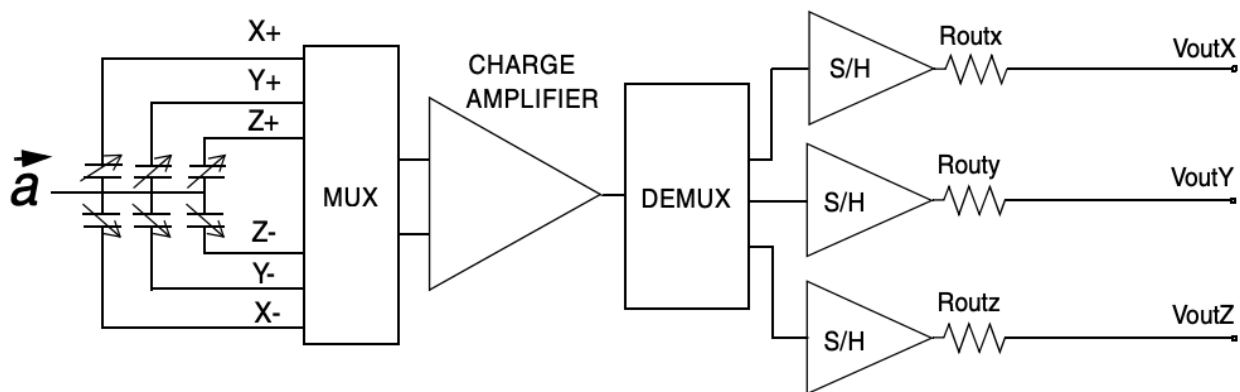 X+
Y+
Z+
a
Z-
Y-
X-
MUX
CHARGE
AMPLIFIER
DEMUX
S/H
Routx
VoutX
S/H
Routy
VoutY
S/H
Routz
VoutZ